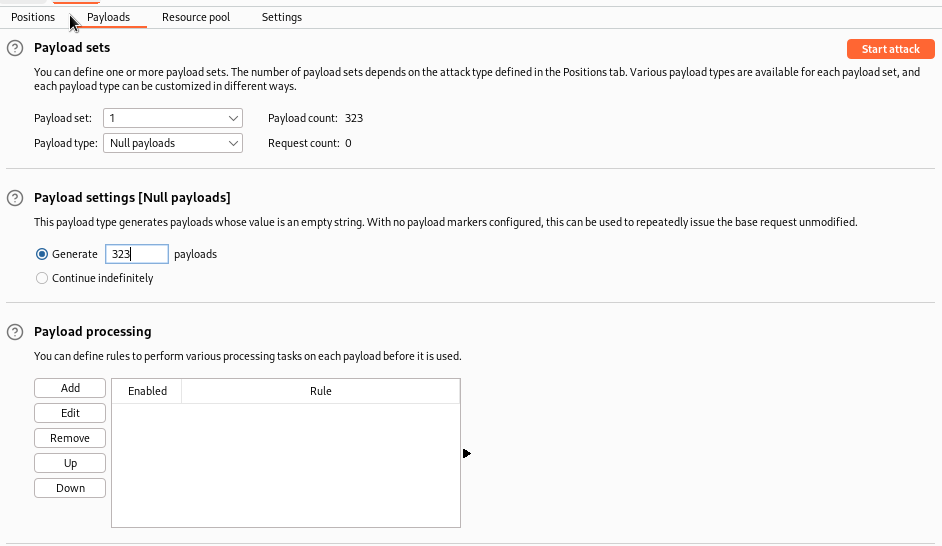 Positions
Payloads
Resource pool
Settings
Payload sets
Start attack
You can define one or more payload sets. The number of payload sets depends on the attack type defined in the Positions tab. Various payload types are available for each payload set, and
each payload type can be customized in different ways.
Payload set: 1
Payload count: 323
Payload type: Null payloads
Request count: 0
Payload settings [Null payloads]
This payload type generates payloads whose value is an empty string. With no payload markers configured, this can be used to repeatedly issue the base request unmodified.
Generate 323 payloads
Continue indefinitely
Payload processing
You can define rules to perform various processing tasks on each payload before it is used.
Add
Enabled
Rule
Edit
Remove
Up
Down